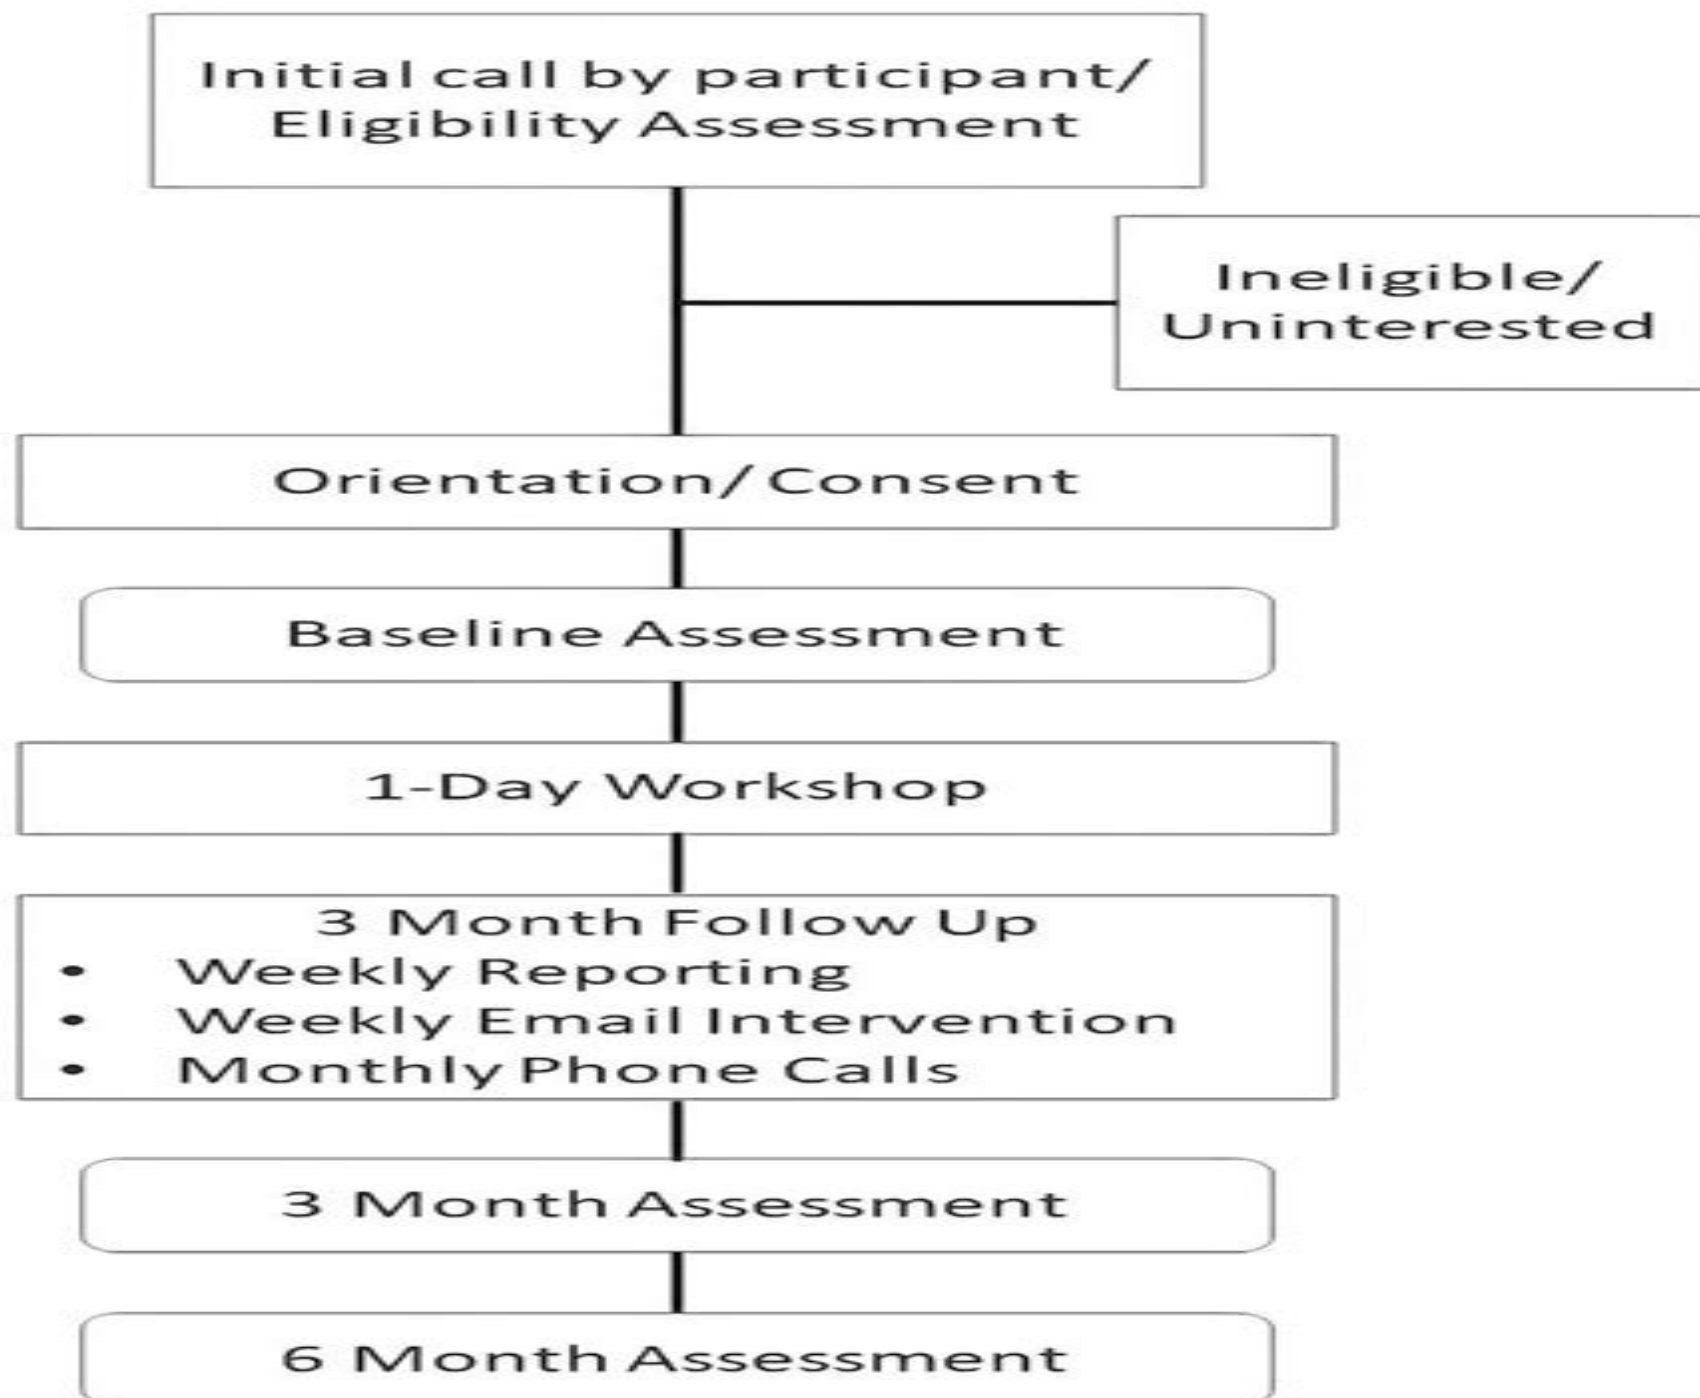 Initial call by participant/
Eligibility Assessment
Ineligible/
Uninterested
Orientation/Consent
Baseline Assessment
1-Day Workshop
3 Month Follow Up
• Weekly Reporting
• Weekly Email Intervention
• Monthly Phone Calls
3 Month Assessment
6 Month Assessment